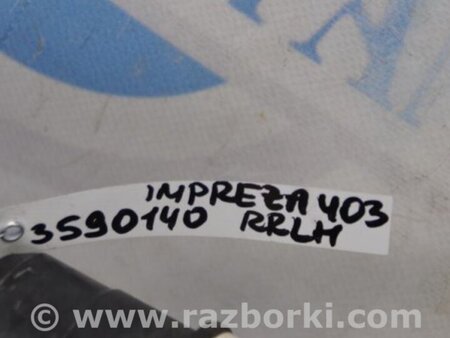 IMPREZA 403
3590140 RRLH
© www.razborki.com